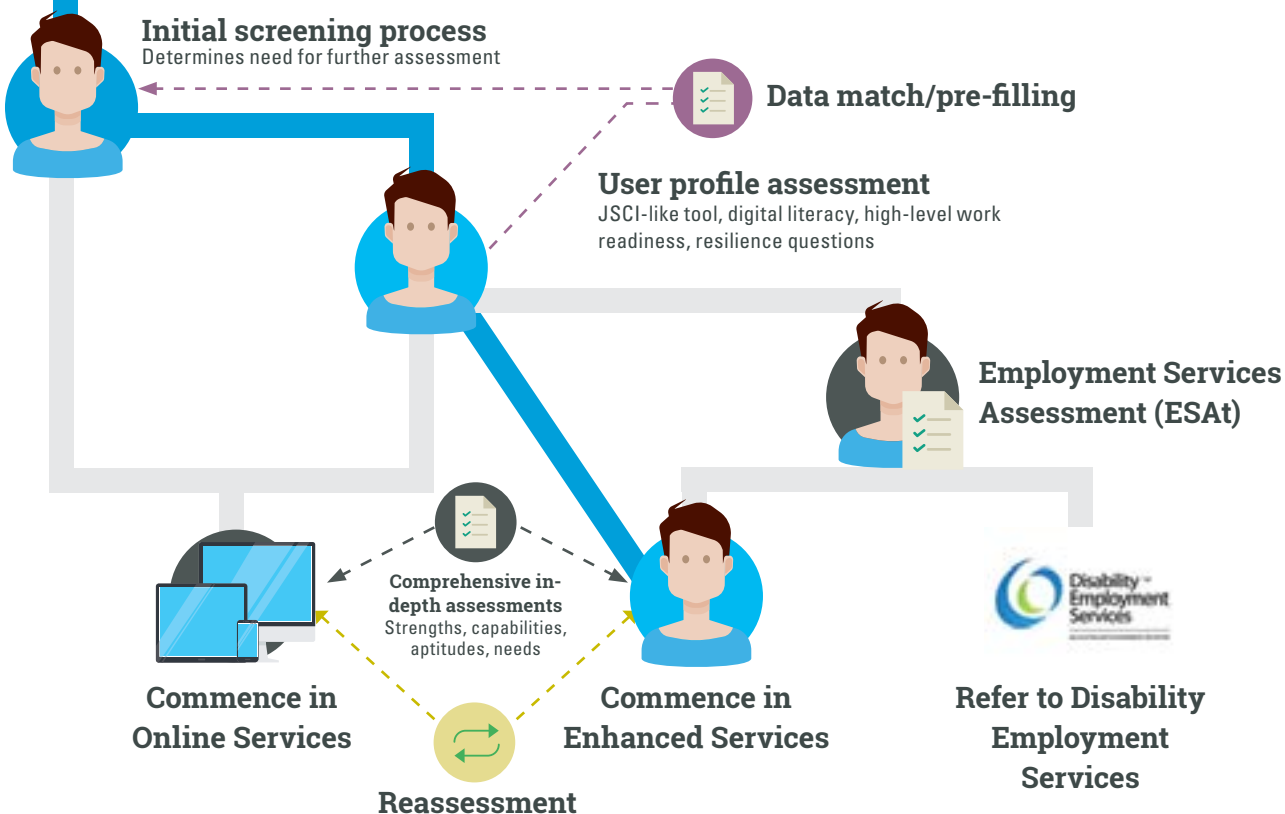 Initial screening process
Determines need for further assessment
Data match/pre-filling
User profile assessment
JSCI-like tool, digital literacy, high-level work
readiness, resilience questions
Employment Services
Assessment (ESAt)
Comprehensive in-
depth assessments
Strengths, capabilities,
aptitudes, needs
Disability
Employment
Services
Commence in
Online Services
Commence in
Enhanced Services
Refer to Disability
Employment
Services
Reassessment